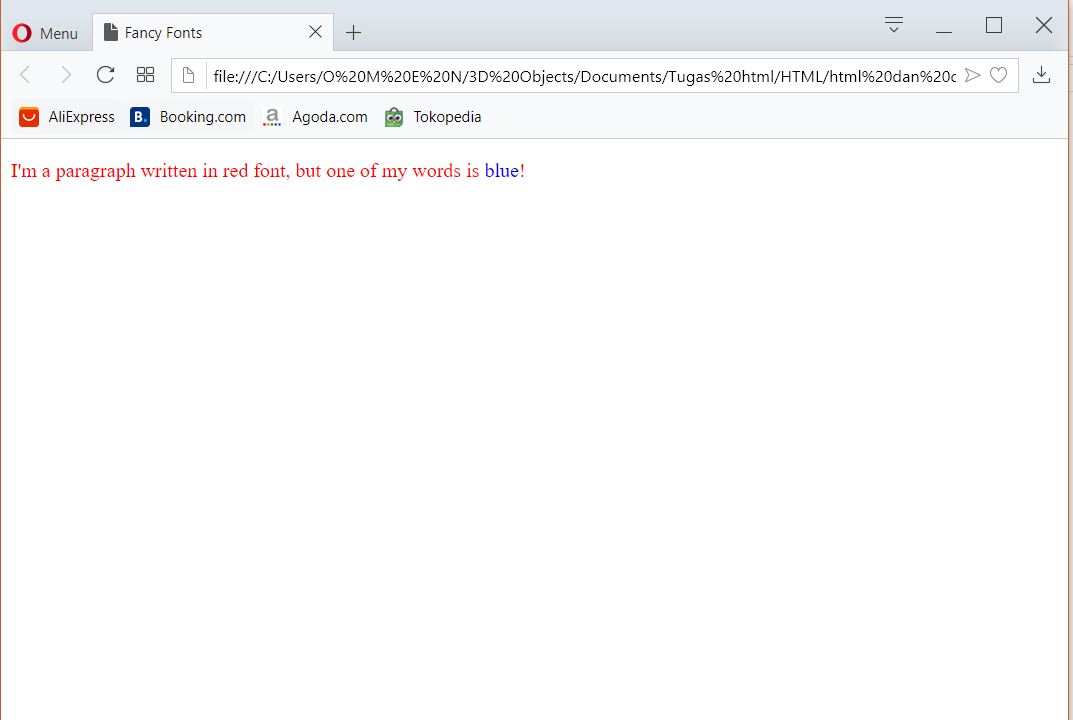 Menu
Fancy Fonts
file:///C:/Users/O%20M%20E%20N/3D%20Objects/Documents/Tugas%20html/HTML/html%20dan%20c
AliExpress
B. Booking.com
a Agoda.com
Tokopedia
I'm a paragraph written in red font, but one of my words is blue!